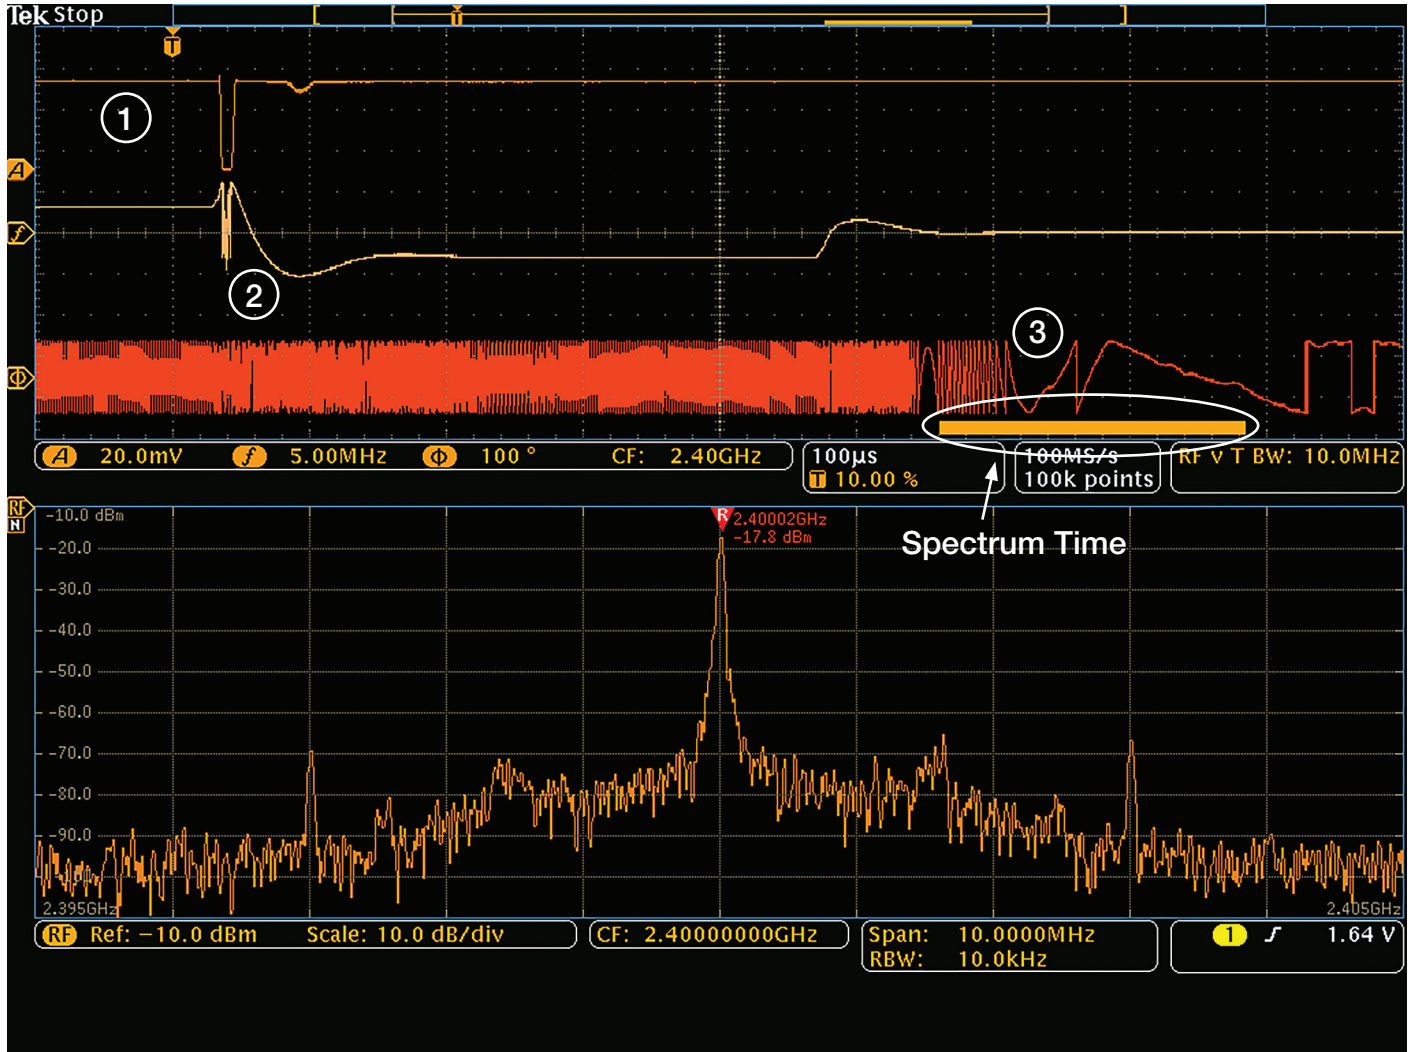 Tek Stop
T
T
1
A
f
2
3
Φ
A 20.0mV f 5.00MHz Φ 100 ° CF: 2.40GHz
100µs
T 10.00 %
100MS/s
100k points
RF v T BW: 10.0MHz
Spectrum Time
RF
N
-10.0 dBm
-20.0
-30.0
-40.0
-50.0
-60.0
-70.0
-80.0
-90.0
R
2.40002GHz
-17.8 dBm
2.395GHz
2.405GHz
RF Ref: -10.0 dBm Scale: 10.0 dB/div
CF: 2.40000000GHz
Span: 10.0000MHz
RBW: 10.0kHz
1 1.64 V